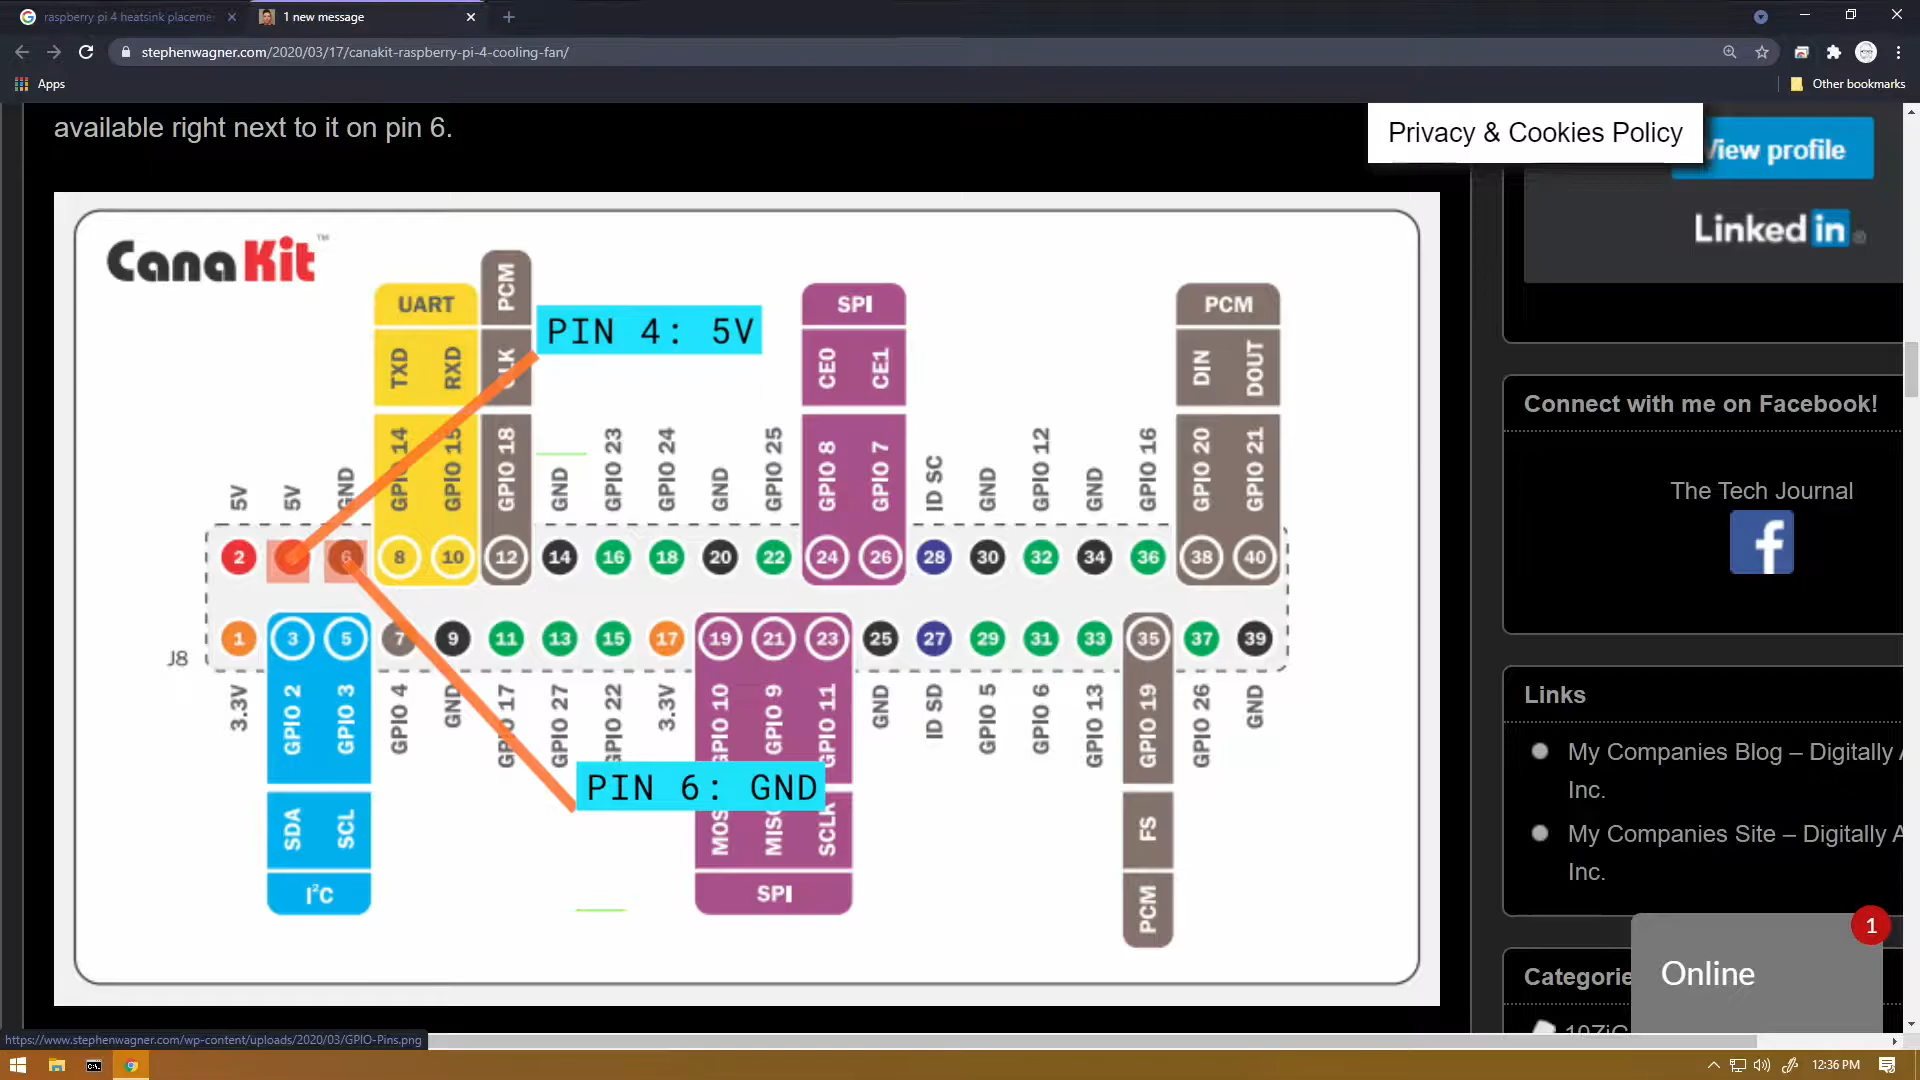 raspberry pi 4 heatsink placeme
1 new message
stephenwagner.com/2020/03/17/canakit-raspberry-pi-4-cooling-fan/
Apps
Other bookmarks
available right next to it on pin 6.
Privacy & Cookies Policy
View profile
Linked in
CanaKit™
UART
PCM
SPI
PCM
TXD
RXD
CLK
PIN 4: 5V
CE0
CE1
DIN
DOUT
5V
5V
GND
GPIO 14
GPIO 15
GPIO 18
GND
GPIO 23
GPIO 24
GND
GPIO 25
GPIO 8
GPIO 7
ID SC
GND
GPIO 12
GND
GPIO 16
GPIO 20
GPIO 21
2 6 8 10 12 14 16 18 20 22 24 26 28 30 32 34 36 38 40
1 3 5 7 9 11 13 15 17 19 21 23 25 27 29 31 33 35 37 39
J8
3.3V
GPIO 2
GPIO 3
GPIO 4
GND
GPIO 17
GPIO 27
GPIO 22
3.3V
GPIO 10
GPIO 9
GPIO 11
GND
ID SD
GPIO 5
GPIO 6
GPIO 13
GPIO 19
GPIO 26
GND
PIN 6: GND
SDA
SCL
MOS
MISO
SCLK
FS
I²C
SPI
PCM
Connect with me on Facebook!
The Tech Journal
f
Links
My Companies Blog – Digitally A
Inc.
My Companies Site – Digitally A
Inc.
Categorie
1
Online
10ZiG
https://www.stephenwagner.com/wp-content/uploads/2020/03/GPIO-Pins.png
12:36 PM